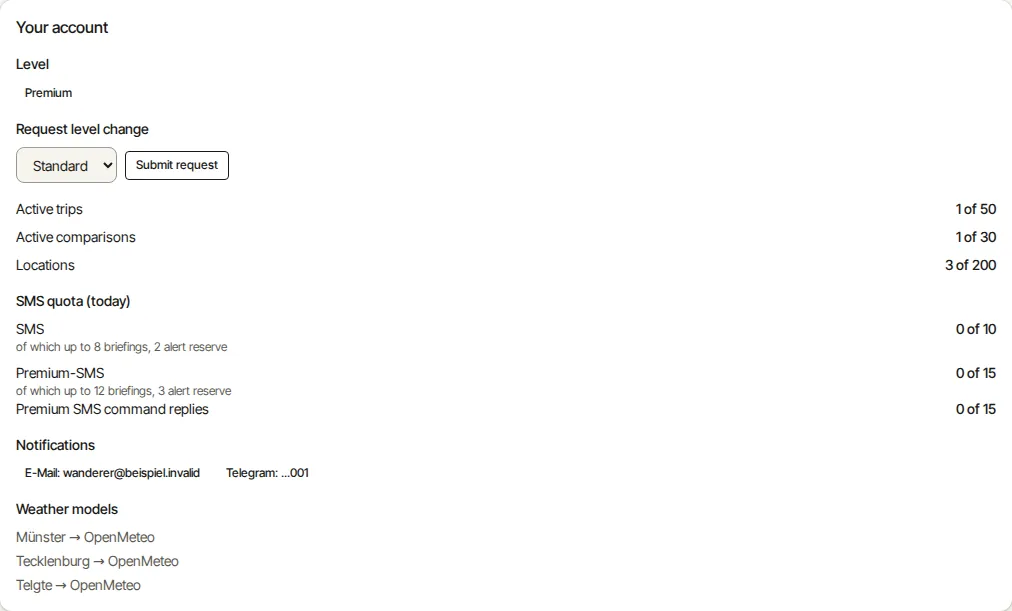 Your account
Level
Premium
Request level change
Standard Submit request
Active trips 1 of 50
Active comparisons 1 of 30
Locations 3 of 200
SMS quota (today)
SMS 0 of 10
of which up to 8 briefings, 2 alert reserve
Premium-SMS 0 of 15
of which up to 12 briefings, 3 alert reserve
Premium SMS command replies 0 of 15
Notifications
E-Mail: wanderer@beispiel.invalid Telegram: ...001
Weather models
Münster → OpenMeteo
Tecklenburg → OpenMeteo
Telgte → OpenMeteo